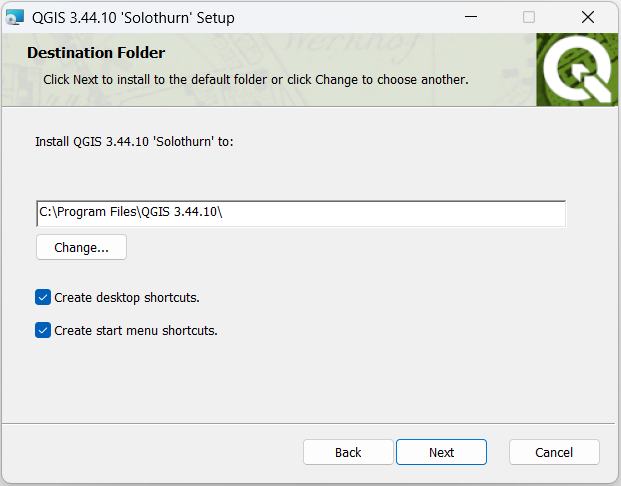 QGIS 3.44.10 'Solothurn' Setup
Destination Folder
Click Next to install to the default folder or click Change to choose another.
Install QGIS 3.44.10 'Solothurn' to:
C:\Program Files\QGIS 3.44.10\
Change...
Create desktop shortcuts.
Create start menu shortcuts.
Back Next Cancel